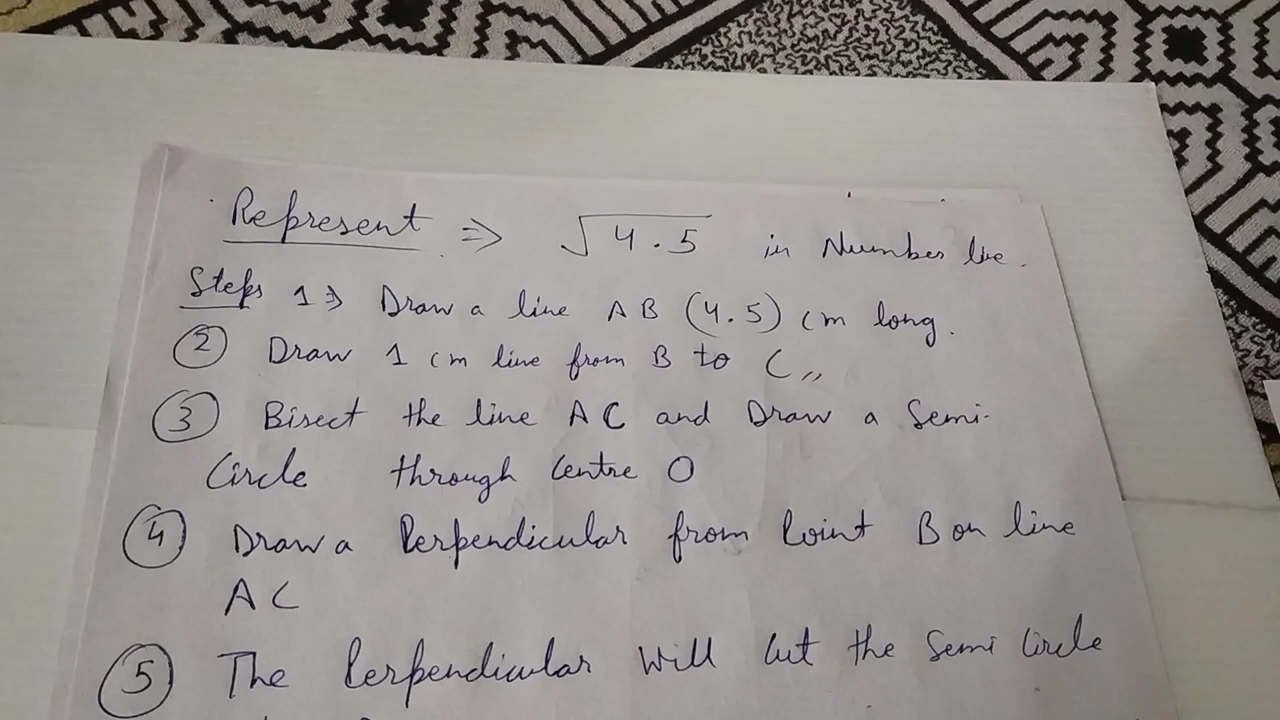 Represent ⇒ √4.5 in Number line.
Steps 1⇒ Draw a line AB (4.5) cm long.
② Draw 1 cm line from B to C,,
③ Bisect the line AC and Draw a Semi-
Circle through Centre O
④ Draw a Perpendicular from Point B on line
AC
⑤ The Perpendicular Will Cut the Semi Circle